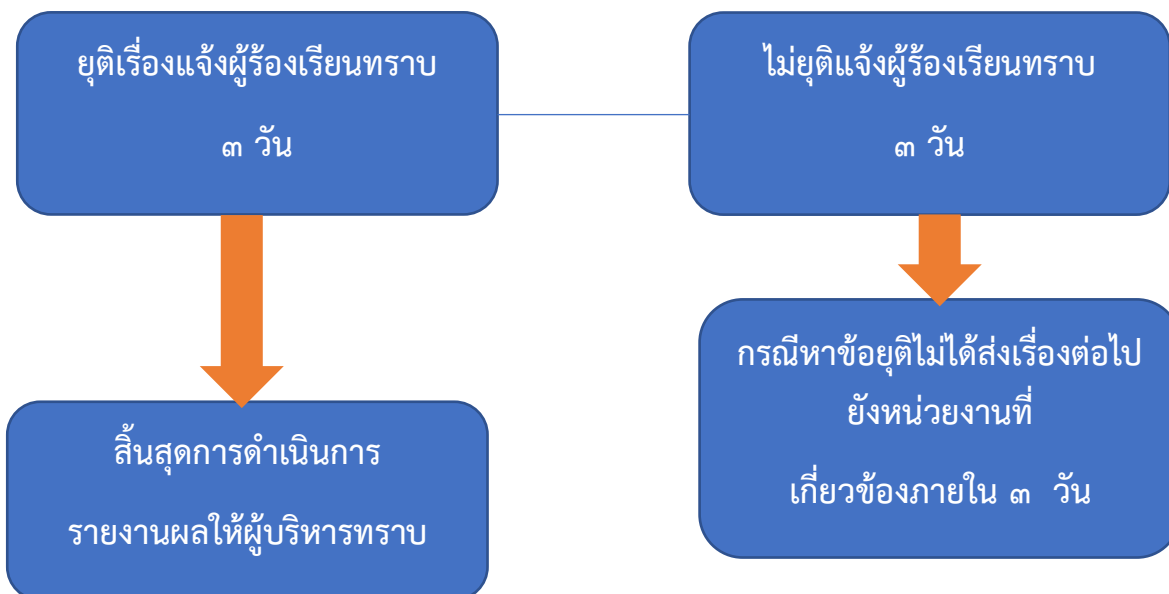 ยุติเรื่องแจ้งผู้ร้องเรียนทราบ
๓ วัน
ไม่ยุติแจ้งผู้ร้องเรียนทราบ
๓ วัน
กรณีหาข้อยุติไม่ได้ส่งเรื่องต่อไป
ยังหน่วยงานที่
เกี่ยวข้องภายใน ๓ วัน
สิ้นสุดการดำเนินการ
รายงานผลให้ผู้บริหารทราบ